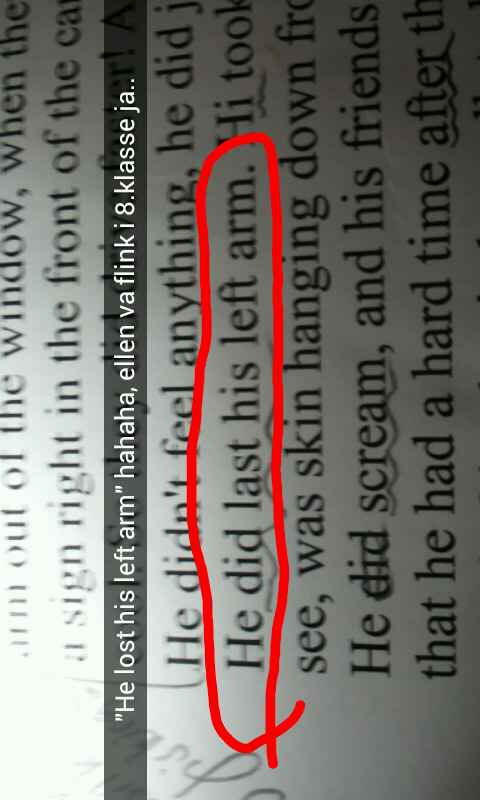 arm out of the window, when the
a sign right in the front of the ca
"He lost his left arm" hahaha, ellen va flink i 8.klasse ja..
He didn't feel anything, he did j
He did last his left arm. Hi took
see, was skin hanging down fro
He did scream, and his friends
that he had a hard time after th